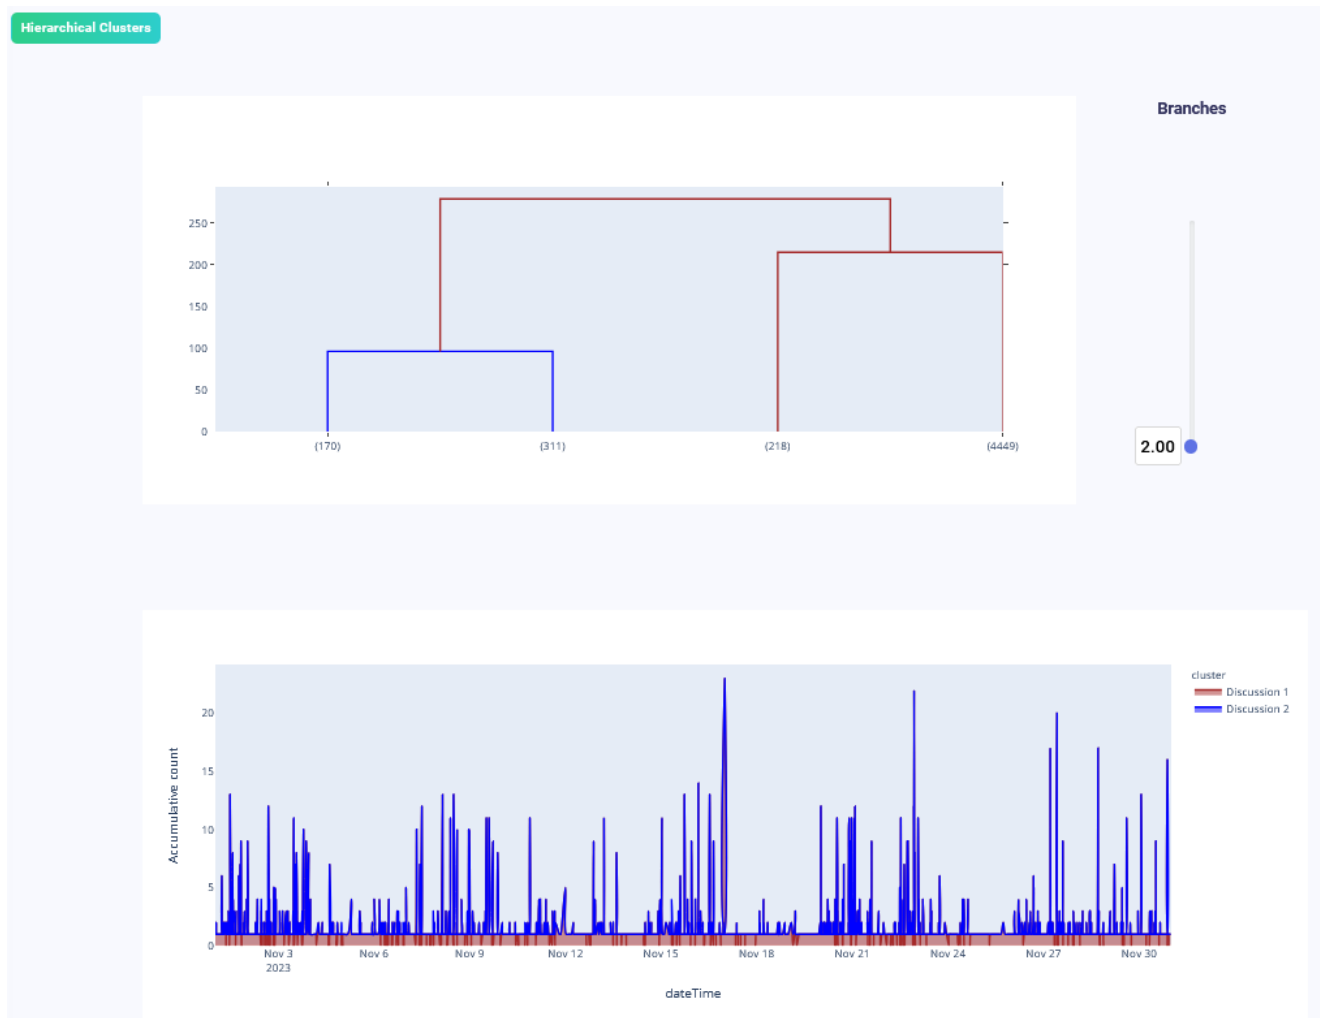 Hierarchical Clusters
Branches
250
200
150
100
50
0
(170) (311) (218) (4449)
2.00
cluster
Discussion 1
Discussion 2
Accumulative count
20
15
10
5
0
Nov 3 Nov 6 Nov 9 Nov 12 Nov 15 Nov 18 Nov 21 Nov 24 Nov 27 Nov 30
2023
dateTime